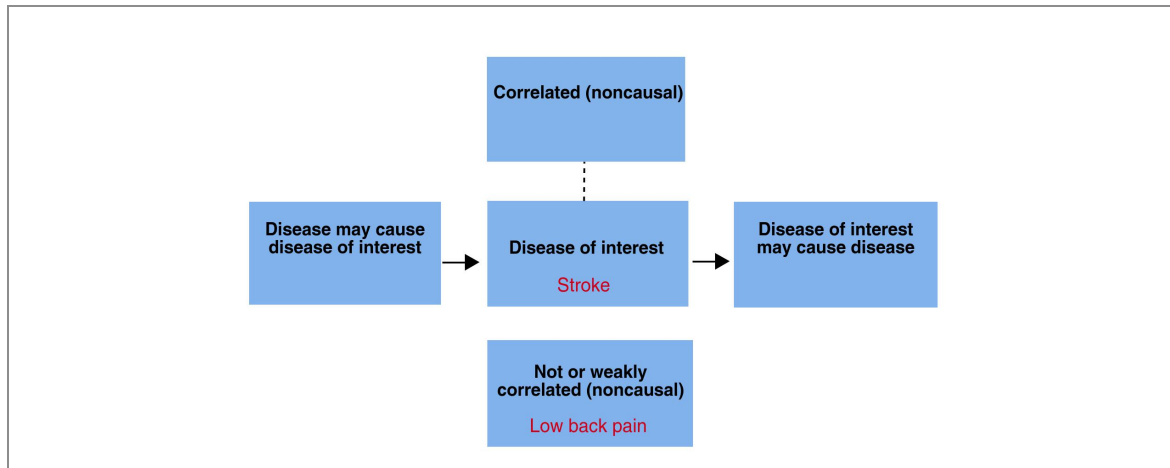 Correlated (noncausal)
Disease may cause
disease of interest
Disease of interest
Stroke
Disease of interest
may cause disease
Not or weakly
correlated (noncausal)
Low back pain